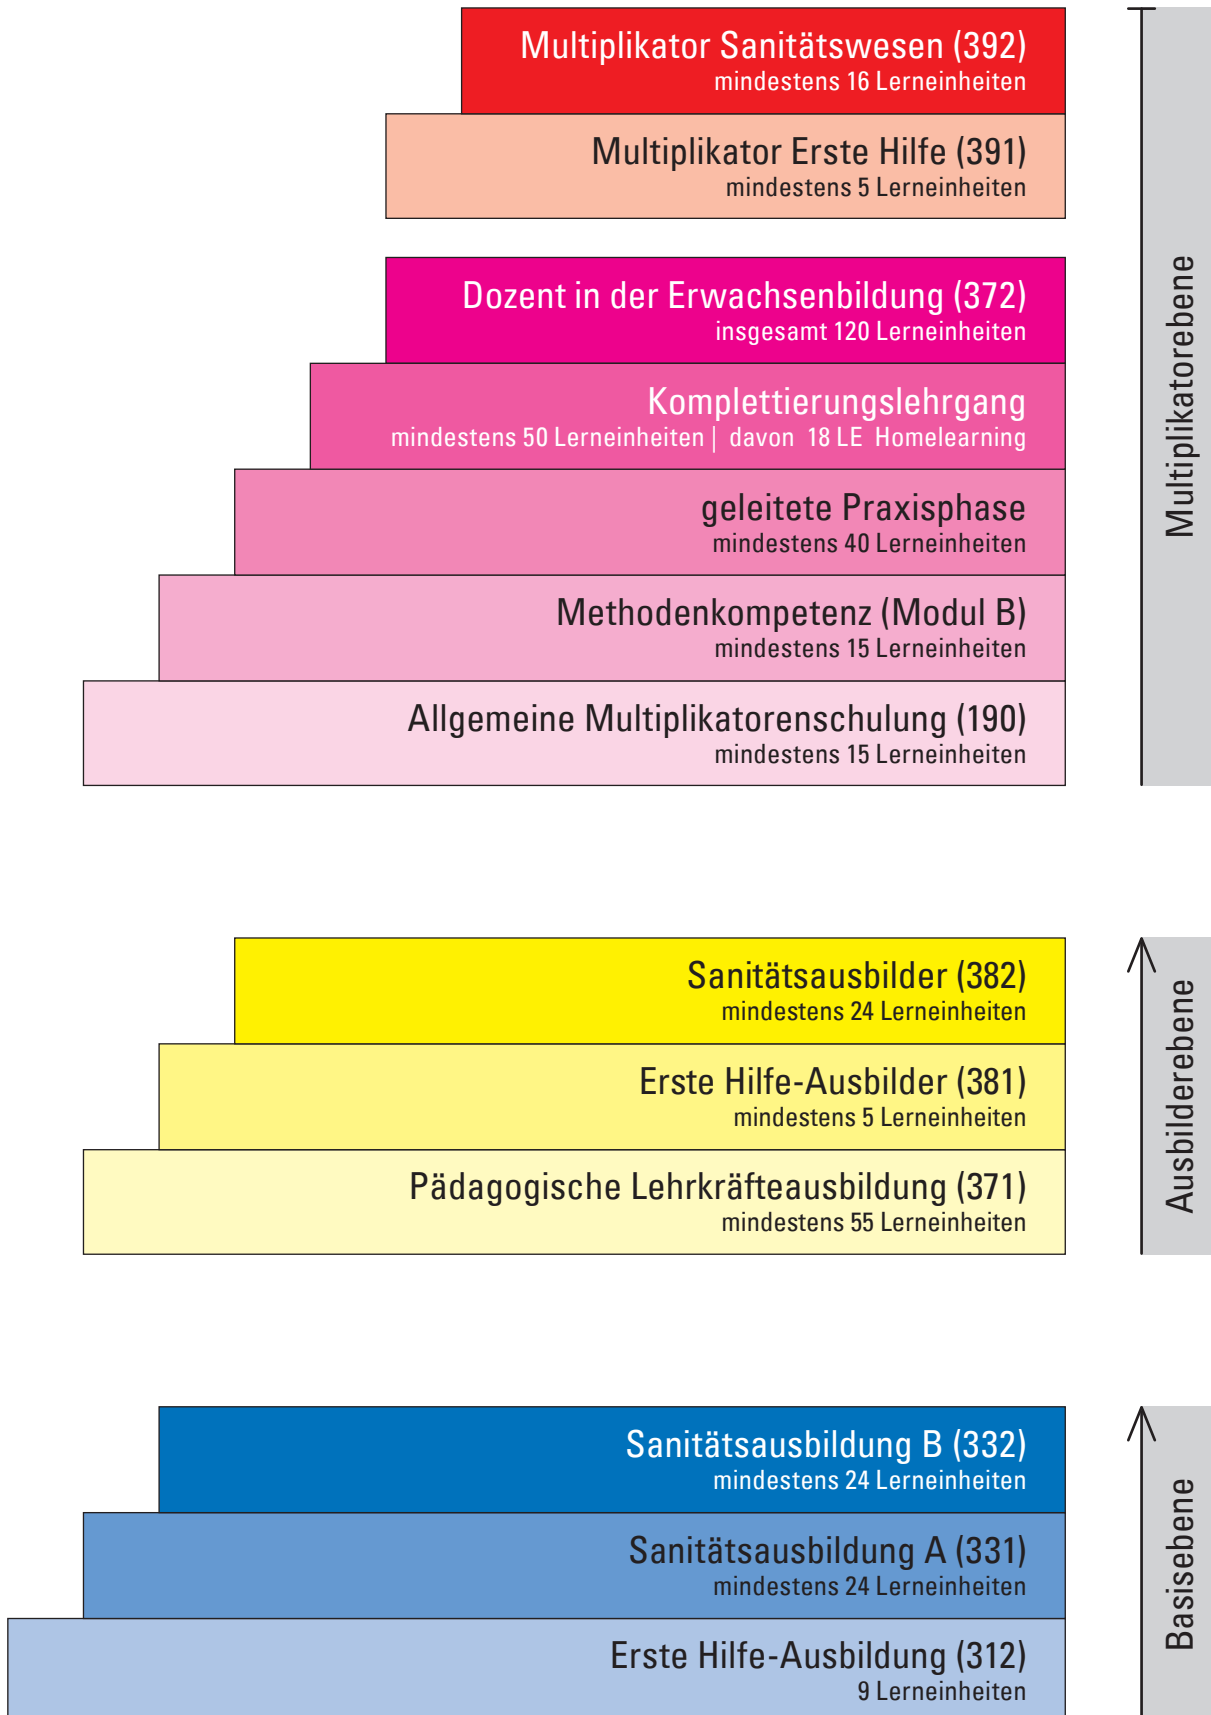 Multiplikator Sanitätswesen (392)
mindestens 16 Lerneinheiten
Multiplikator Erste Hilfe (391)
mindestens 5 Lerneinheiten
Dozent in der Erwachsenbildung (372)
insgesamt 120 Lerneinheiten
Komplettierungslehrgang
mindestens 50 Lerneinheiten | davon 18 LE Homelearning
geleitete Praxisphase
mindestens 40 Lerneinheiten
Methodenkompetenz (Modul B)
mindestens 15 Lerneinheiten
Allgemeine Multiplikatorenschulung (190)
mindestens 15 Lerneinheiten
Multiplikatorebene
Sanitätsausbilder (382)
mindestens 24 Lerneinheiten
Erste Hilfe-Ausbilder (381)
mindestens 5 Lerneinheiten
Pädagogische Lehrkräfteausbildung (371)
mindestens 55 Lerneinheiten
Ausbilderebene
Sanitätsausbildung B (332)
mindestens 24 Lerneinheiten
Sanitätsausbildung A (331)
mindestens 24 Lerneinheiten
Erste Hilfe-Ausbildung (312)
9 Lerneinheiten
Basisebene